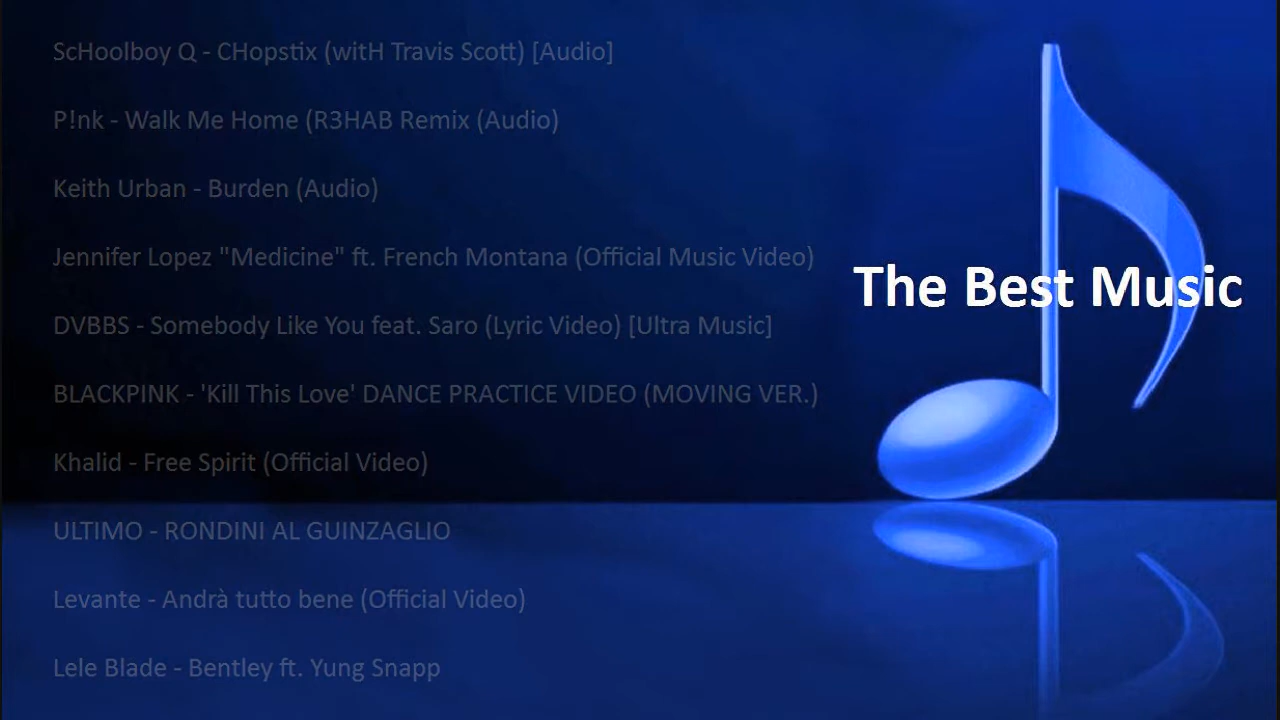 ScHoolboy Q - CHopstix (witH Travis Scott) [Audio]
P!nk - Walk Me Home (R3HAB Remix (Audio)
Keith Urban - Burden (Audio)
Jennifer Lopez "Medicine" ft. French Montana (Official Music Video)
The Best Music
DVBBS - Somebody Like You feat. Saro (Lyric Video) [Ultra Music]
BLACKPINK - 'Kill This Love' DANCE PRACTICE VIDEO (MOVING VER.)
Khalid - Free Spirit (Official Video)
ULTIMO - RONDINI AL GUINZAGLIO
Levante - Andrà tutto bene (Official Video)
Lele Blade - Bentley ft. Yung Snapp